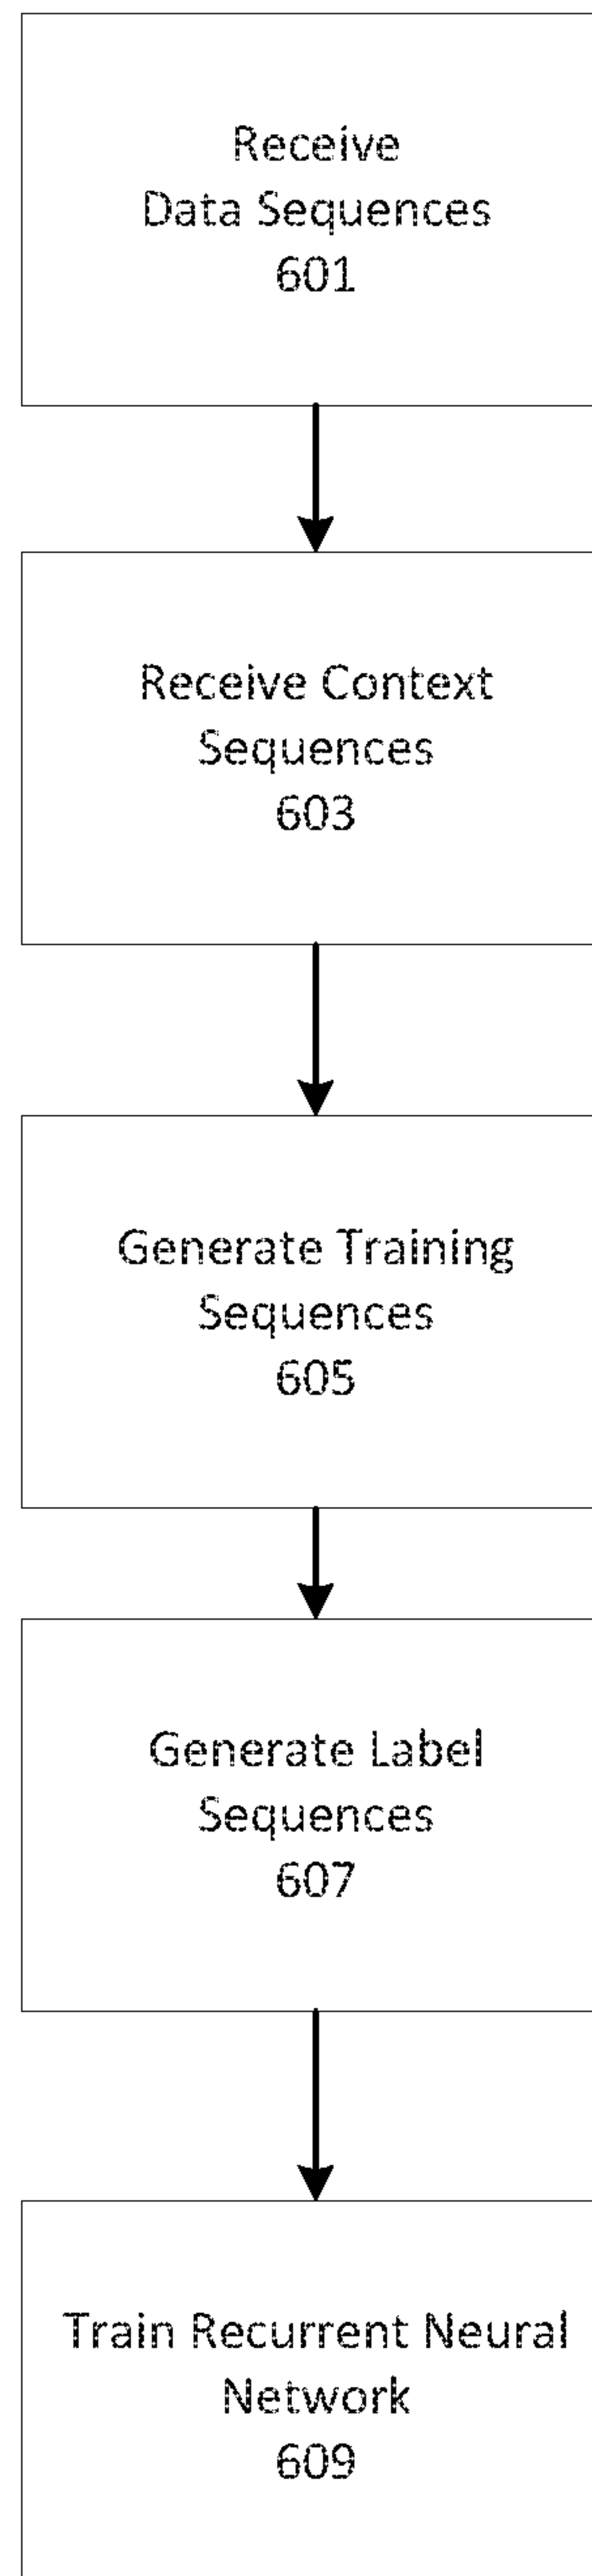 Receive
Data Sequences
601
Receive Context
Sequences
603
Generate Training
Sequences
605
Generate Label
Sequences
607
Train Recurrent Neural
Network
609